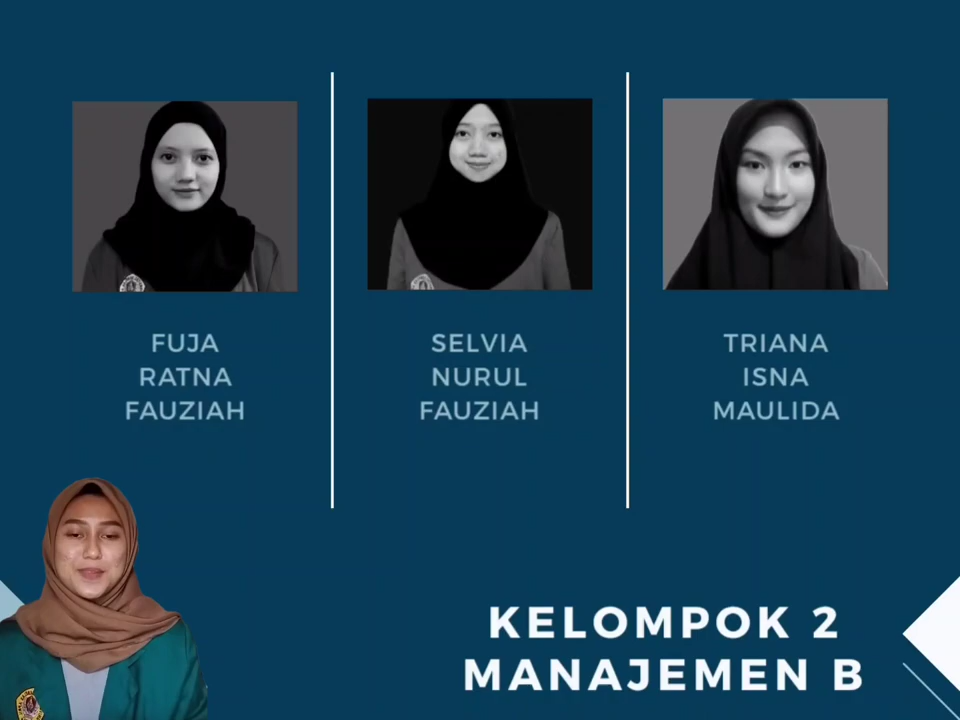 FUJA
RATNA
FAUZIAH
SELVIA
NURUL
FAUZIAH
TRIANA
ISNA
MAULIDA
KELOMPOK 2
MANAJEMEN B